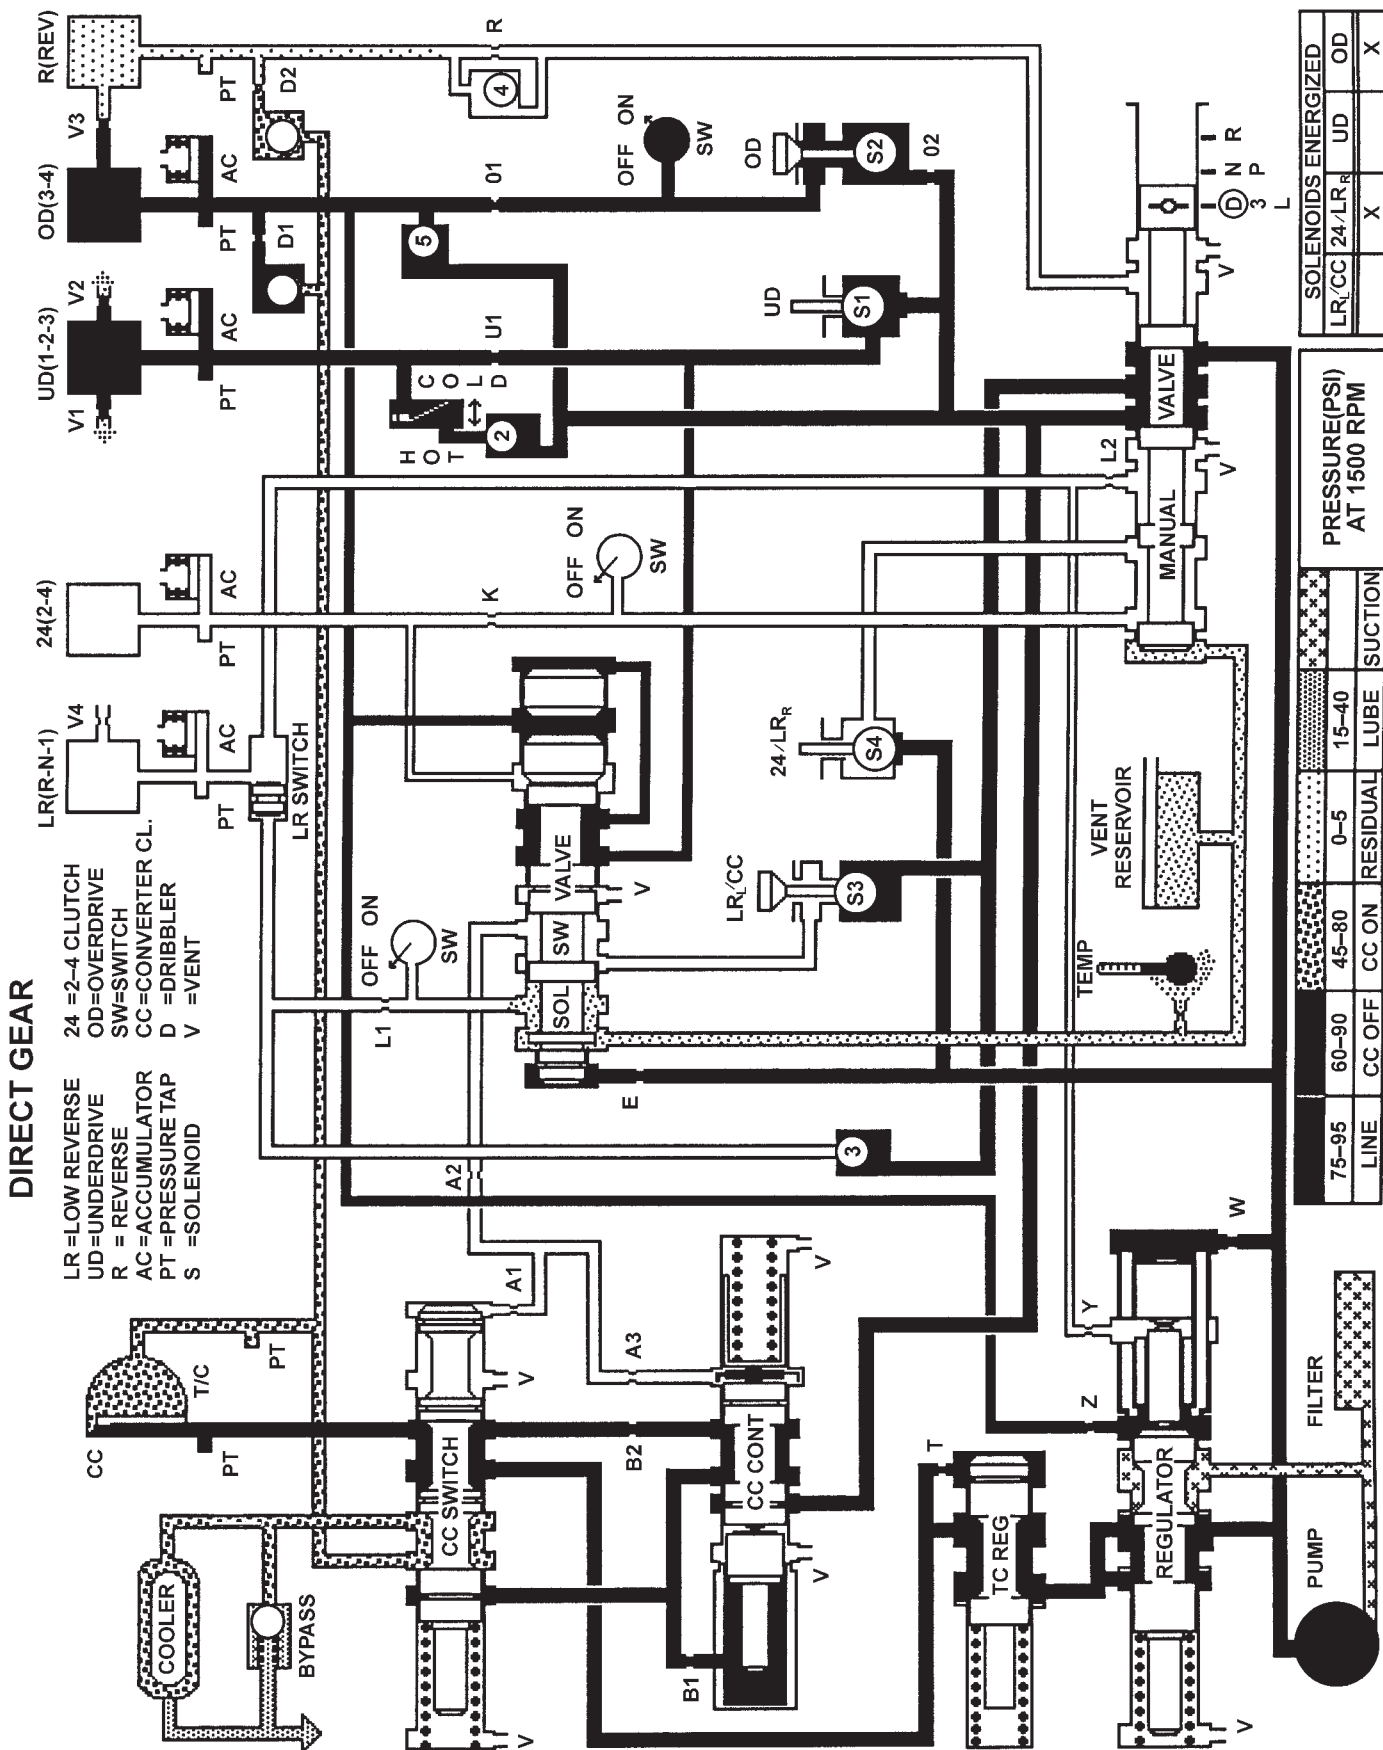 DIRECT GEAR
LR =LOW REVERSE
UD =UNDERDRIVE
R =REVERSE
AC =ACCUMULATOR
PT =PRESSURE TAP
S =SOLENOID
24 =2–4 CLUTCH
OD=OVERDRIVE
SW=SWITCH
CC =CONVERTER CL.
D =DRIBBLER
V =VENT
LR(R-N-1)
V4
24(2-4)
UD(1-2-3)
V1
V2
OD(3-4)
V3
R(REV)
PT
AC
PT
AC
PT
AC
PT
AC
PT
D1
D2
LR SWITCH
COOLER
BYPASS
CC
T/C
PT
PT
A2
L1
OFF ON
SW
K
HOT
COLD
U1
01
R
2
5
4
CC SWITCH
V
V
A1
E
SOL SW VALVE
V
OFF ON
SW
OFF ON
SW
B2
A3
B1
CC CONT
V
V
3
LRL/CC
S3
24/LRR
S4
UD
S1
OD
S2
02
T
TC REG
Z
Y
W
REGULATOR
V
TEMP
VENT
RESERVOIR
MANUAL VALVE
L2
V
V
D N R
3 P
L
PUMP
FILTER
75–95
60–90
45–80
0–5
15–40
PRESSURE(PSI)
AT 1500 RPM
LINE
CC OFF
CC ON
RESIDUAL
LUBE
SUCTION
SOLENOIDS ENERGIZED
LRL/CC
24/LRR
UD
OD
X
X